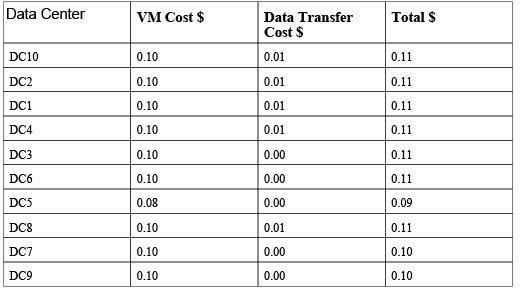 Data Center VM Cost $ Data Transfer Total $
Cost $
DC10 0.10 0.01 0.11
DC2 0.10 0.01 0.11
DC1 0.10 0.01 0.11
DC4 0.10 0.01 0.11
DC3 0.10 0.00 0.11
DC6 0.10 0.00 0.11
DC5 0.08 0.00 0.09
DC8 0.10 0.01 0.11
DC7 0.10 0.00 0.10
DC9 0.10 0.00 0.10